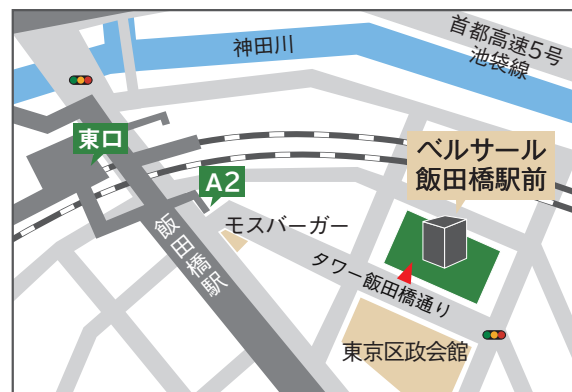 首都高速5号
池袋線
神田川
東口
ベルサール
飯田橋駅前
A2
モスバーガー
飯田橋駅
タワー飯田橋通り
東京区政会館